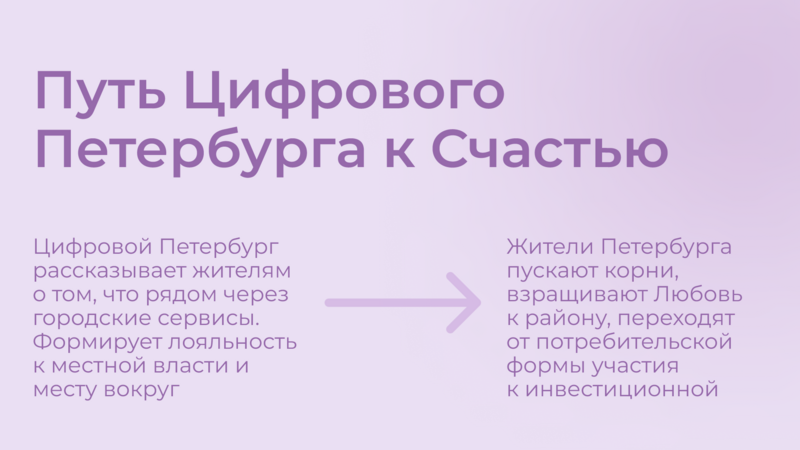 Путь Цифрового
Петербурга к Счастью
Цифровой Петербург
рассказывает жителям
о том, что рядом через
городские сервисы.
Формирует лояльность
к местной власти и
месту вокруг
Жители Петербурга
пускают корни,
взращивают Любовь
к району, переходят
от потребительской
формы участия
к инвестиционной